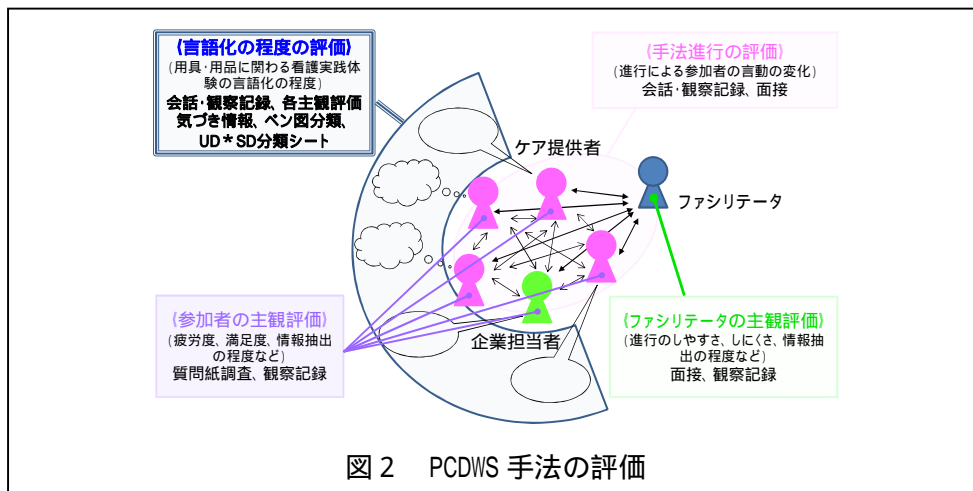 ⟨言語化の程度の評価⟩
(用具・用品に関わる看護実践体
験の言語化の程度)
会話・観察記録、各主観評価
気づき情報、ベン図分類、
UD*SD分類シート
⟨手法進行の評価⟩
(進行による参加者の言動の変化)
会話・観察記録、面接
ケア提供者
ファシリテータ
⟨参加者の主観評価⟩
(疲労度、満足度、情報抽出
の程度など)
質問紙調査、観察記録
企業担当者
⟨ファシリテータの主観評価⟩
(進行のしやすさ、しにくさ、情報抽
出の程度など)
面接、観察記録
図2 PCDWS 手法の評価